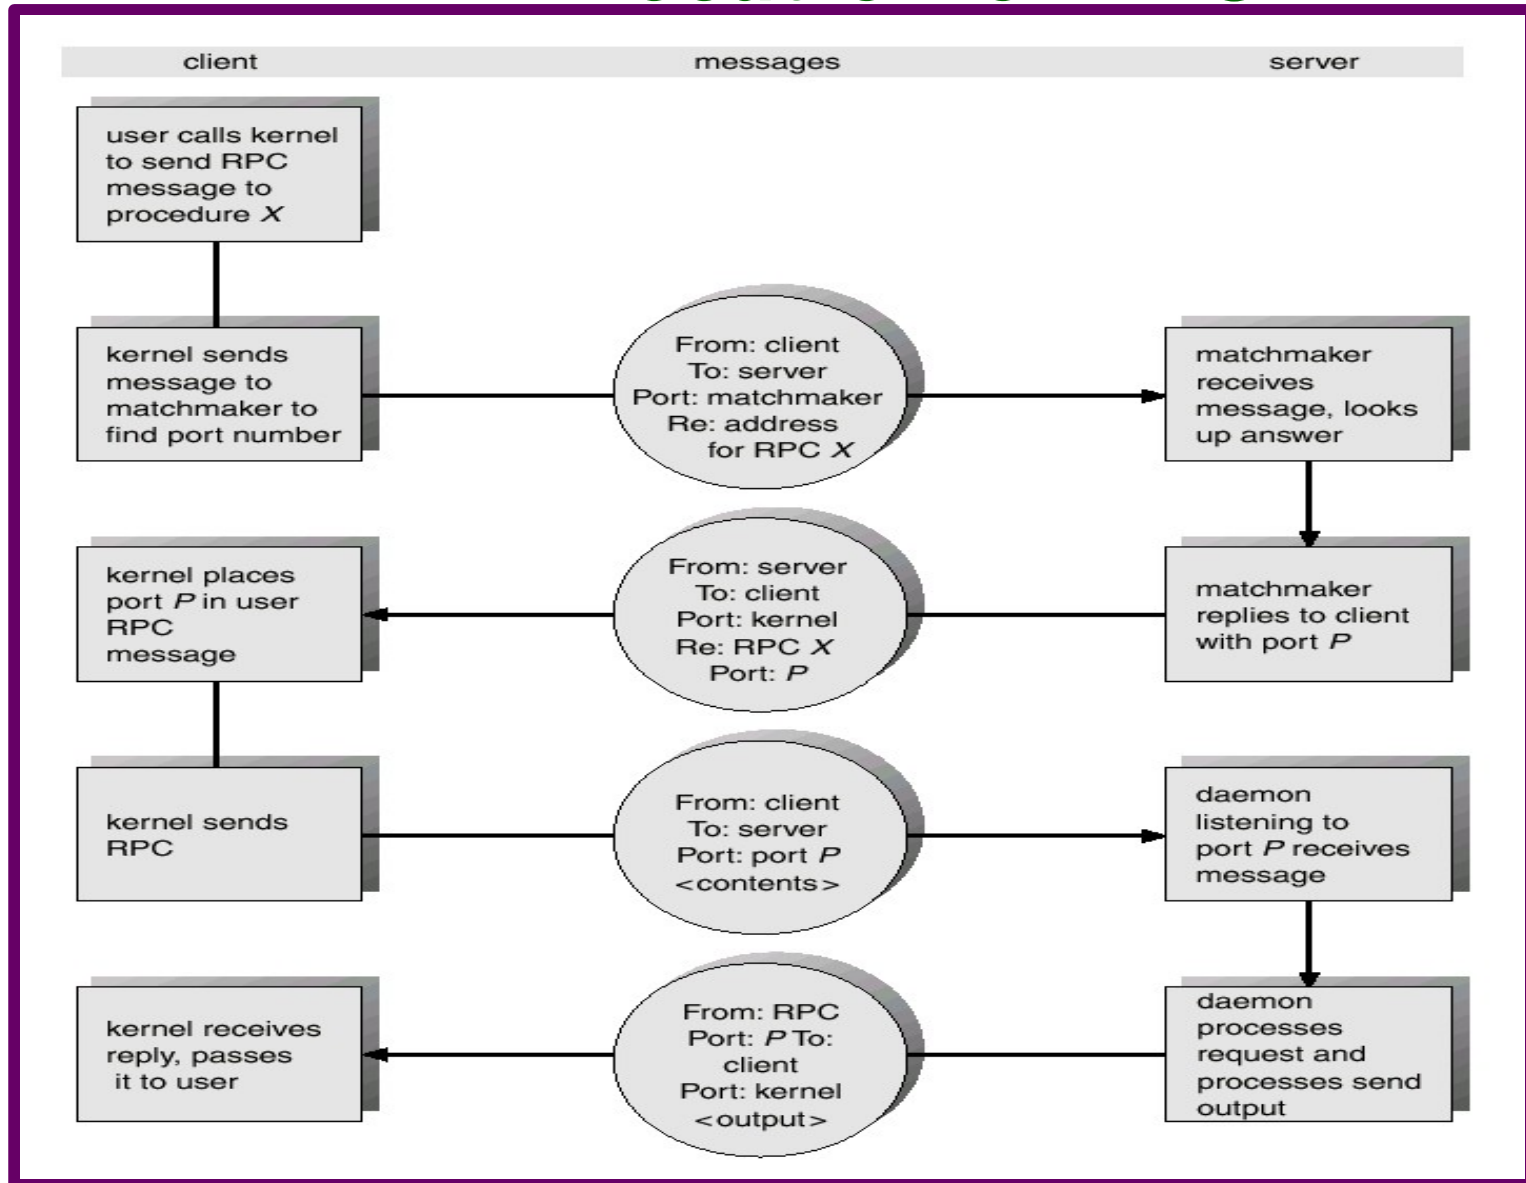 client
messages
server
user calls kernel
to send RPC
message to
procedure X
kernel sends
message to
matchmaker to
find port number
From: client
To: server
Port: matchmaker
Re: address
for RPC X
matchmaker
receives
message, looks
up answer
kernel places
port P in user
RPC
message
From: server
To: client
Port: kernel
Re: RPC X
Port: P
matchmaker
replies to client
with port P
kernel sends
RPC
From: client
To: server
Port: port P
<contents>
daemon
listening to
port P receives
message
kernel receives
reply, passes
it to user
From: RPC
Port: P To:
client
Port: kernel
<output>
daemon
processes
request and
processes send
output